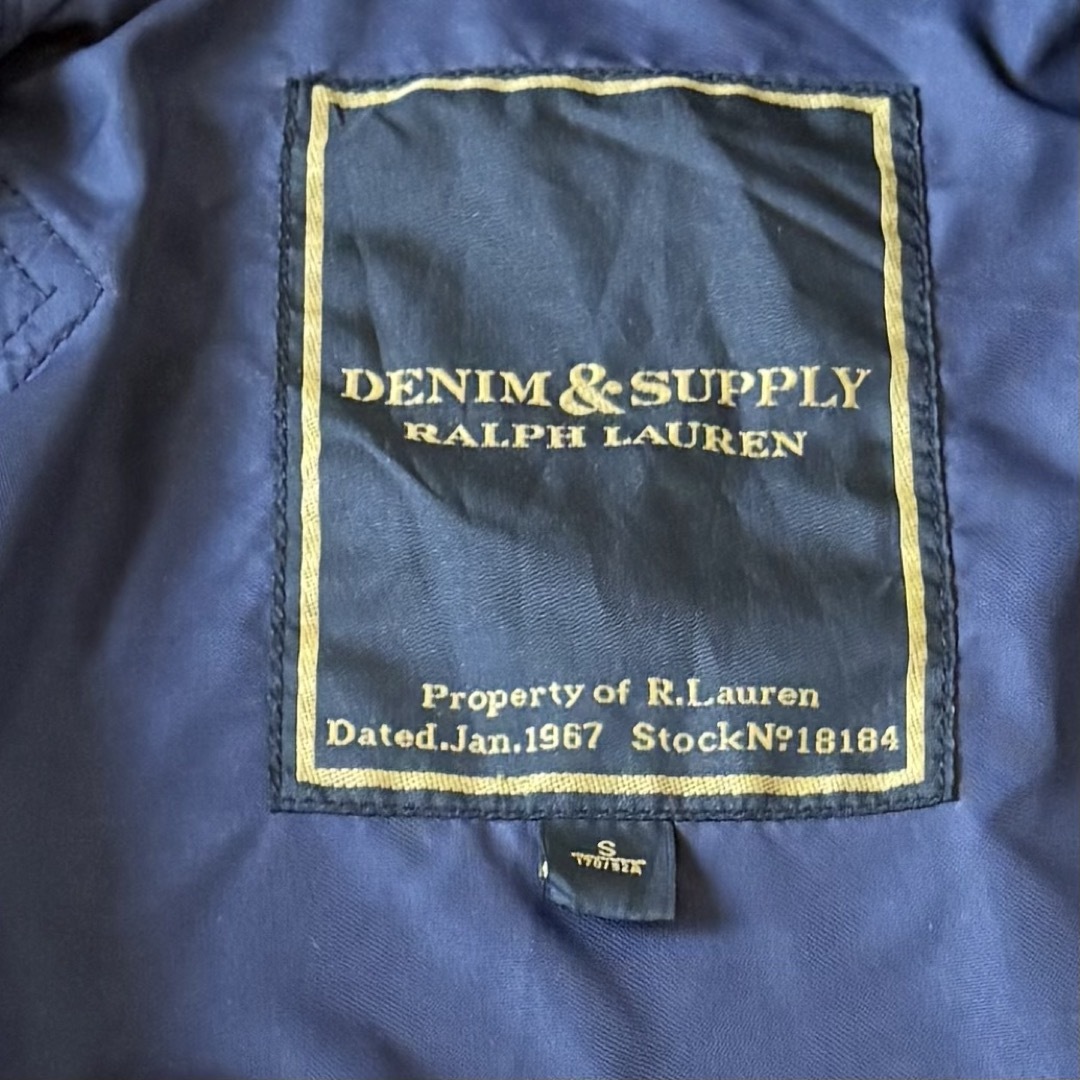 DENIM & SUPPLY
RALPH LAUREN
Property of R.Lauren
Dated.Jan.1967 StockNº18184
S